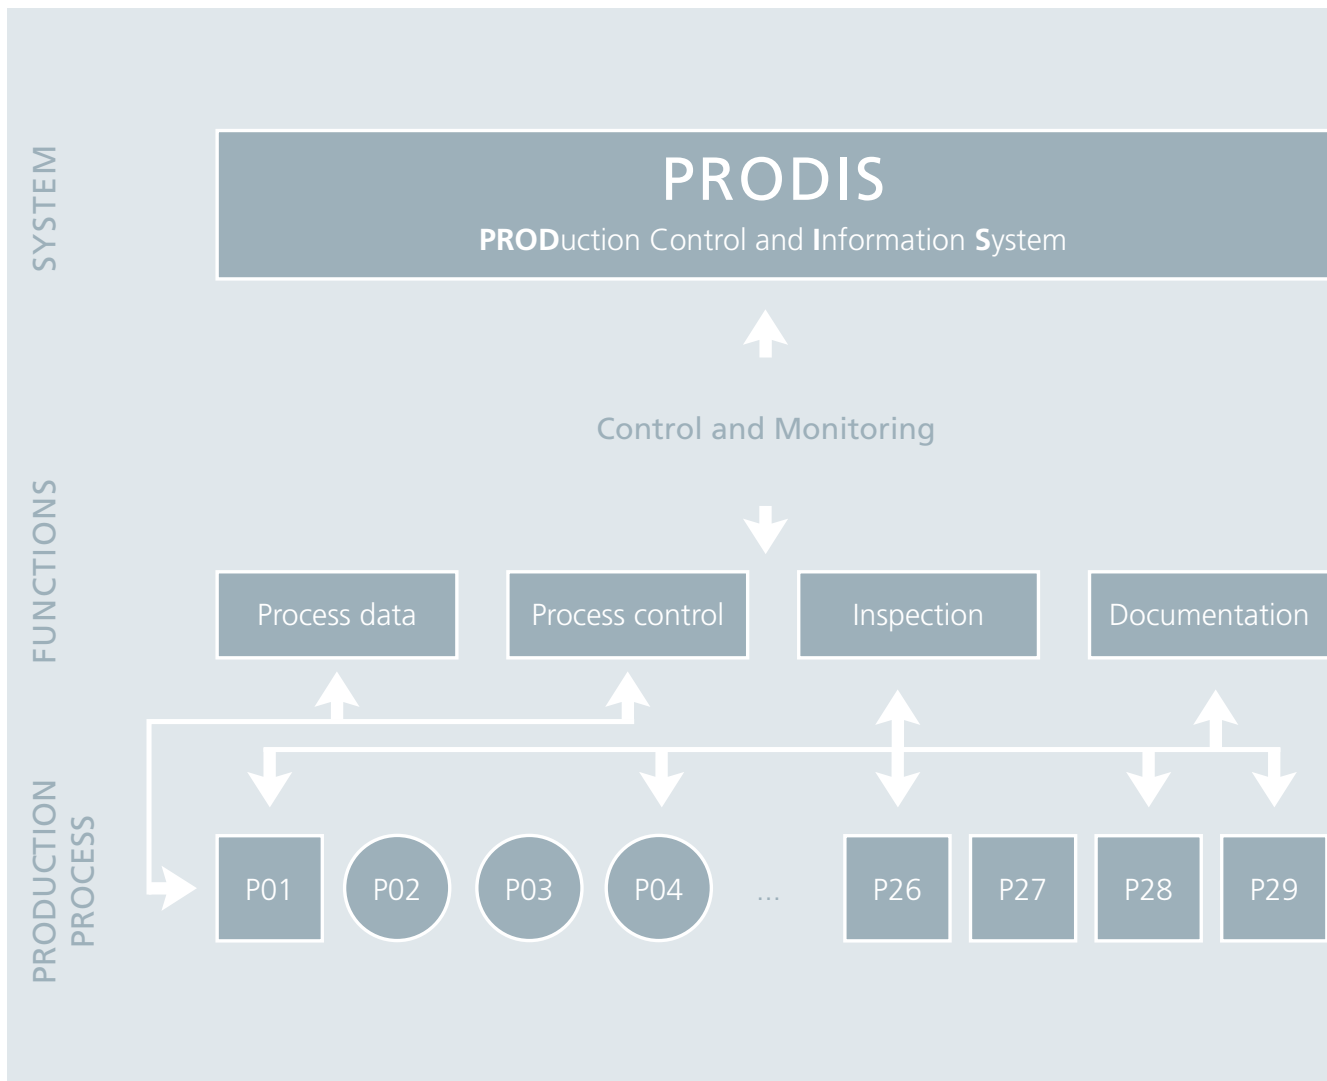 SYSTEM
PRODIS
PRODuction Control and Information System
Control and Monitoring
FUNCTIONS
Process data
Process control
Inspection
Documentation
PRODUCTION
PROCESS
P01
P02
P03
P04
...
P26
P27
P28
P29